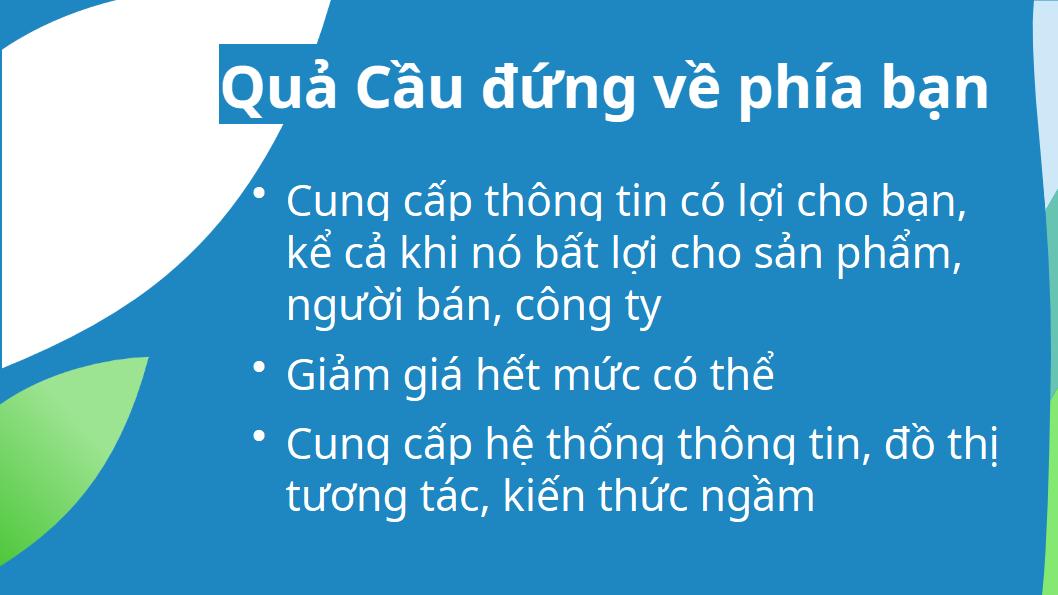 Quả Cầu đứng về phía bạn
• Cung cấp thông tin có lợi cho bạn,
kể cả khi nó bất lợi cho sản phẩm,
người bán, công ty
• Giảm giá hết mức có thể
• Cung cấp hệ thống thông tin, đồ thị
tương tác, kiến thức ngầm